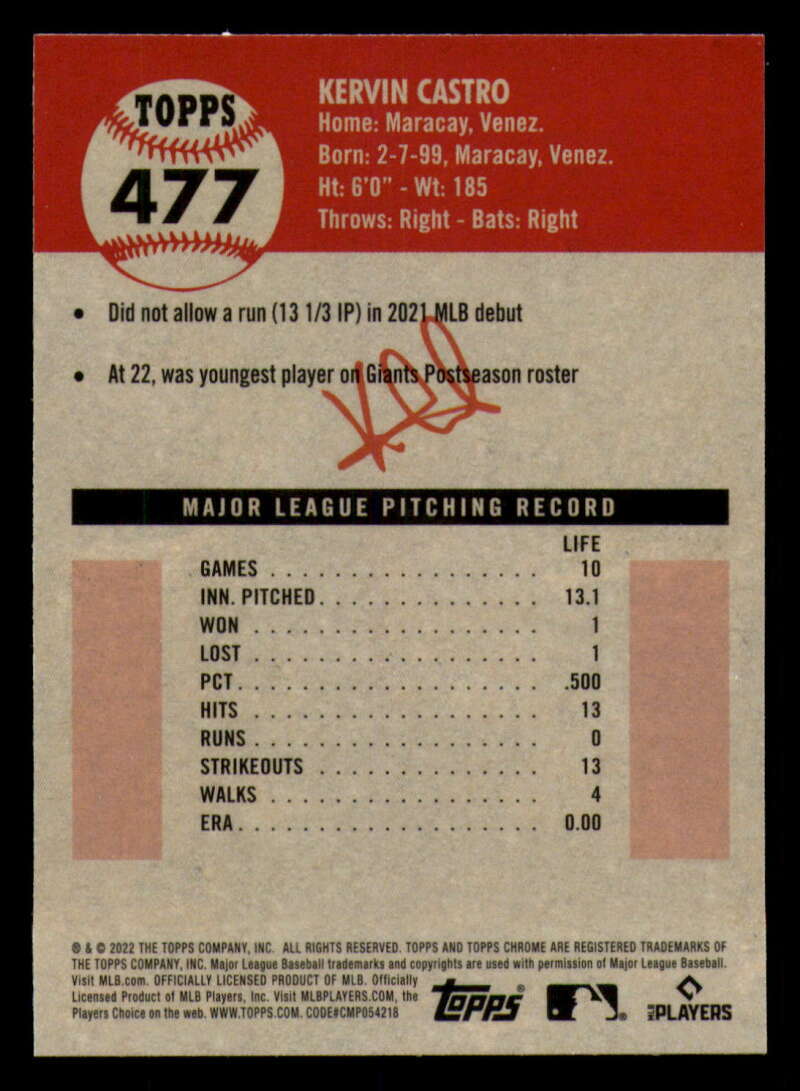 TOPPS
477
KERVIN CASTRO
Home: Maracay, Venez.
Born: 2-7-99, Maracay, Venez.
Ht: 6'0" - Wt: 185
Throws: Right - Bats: Right
• Did not allow a run (13 1/3 IP) in 2021 MLB debut
• At 22, was youngest player on Giants Postseason roster
MAJOR LEAGUE PITCHING RECORD
LIFE
GAMES . . . . . . . . . . . . . . . . . 10
INN. PITCHED. . . . . . . . . . . . . . 13.1
WON . . . . . . . . . . . . . . . . . . 1
LOST . . . . . . . . . . . . . . . . . . 1
PCT. . . . . . . . . . . . . . . . . . . .500
HITS . . . . . . . . . . . . . . . . . . 13
RUNS . . . . . . . . . . . . . . . . . . 0
STRIKEOUTS . . . . . . . . . . . . . . 13
WALKS . . . . . . . . . . . . . . . . . 4
ERA. . . . . . . . . . . . . . . . . . . 0.00
® & © 2022 THE TOPPS COMPANY, INC. ALL RIGHTS RESERVED. TOPPS AND TOPPS CHROME ARE REGISTERED TRADEMARKS OF
THE TOPPS COMPANY, INC. Major League Baseball trademarks and copyrights are used with permission of Major League Baseball.
Visit MLB.com. OFFICIALLY LICENSED PRODUCT OF MLB. Officially
Licensed Product of MLB Players, Inc. Visit MLBPLAYERS.COM, the
Players Choice on the web. WWW.TOPPS.COM. CODE#CMP054218
Topps®
MLB PLAYERS